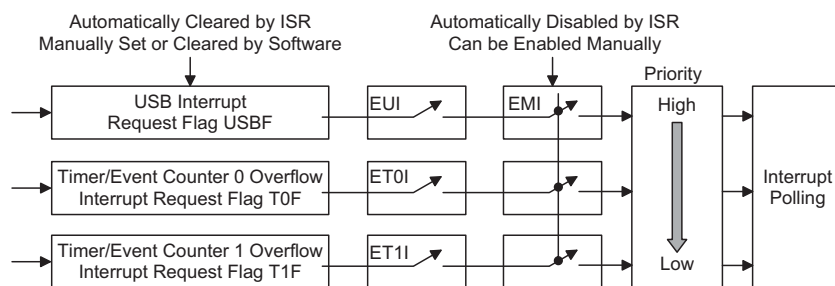 Automatically Cleared by ISR
Manually Set or Cleared by Software
Automatically Disabled by ISR
Can be Enabled Manually
Priority
USB Interrupt
Request Flag USBF
EUI
EMI
High
Timer/Event Counter 0 Overflow
Interrupt Request Flag T0F
ET0I
Interrupt
Polling
Timer/Event Counter 1 Overflow
Interrupt Request Flag T1F
ET1I
Low